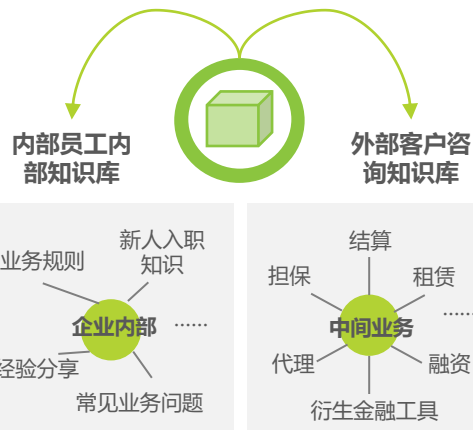 内部员工内
部知识库
外部客户咨
询知识库
新人入职
知识
业务规则
企业内部
……
经验分享
常见业务问题
结算
担保
租赁
中间业务
……
代理
融资
衍生金融工具